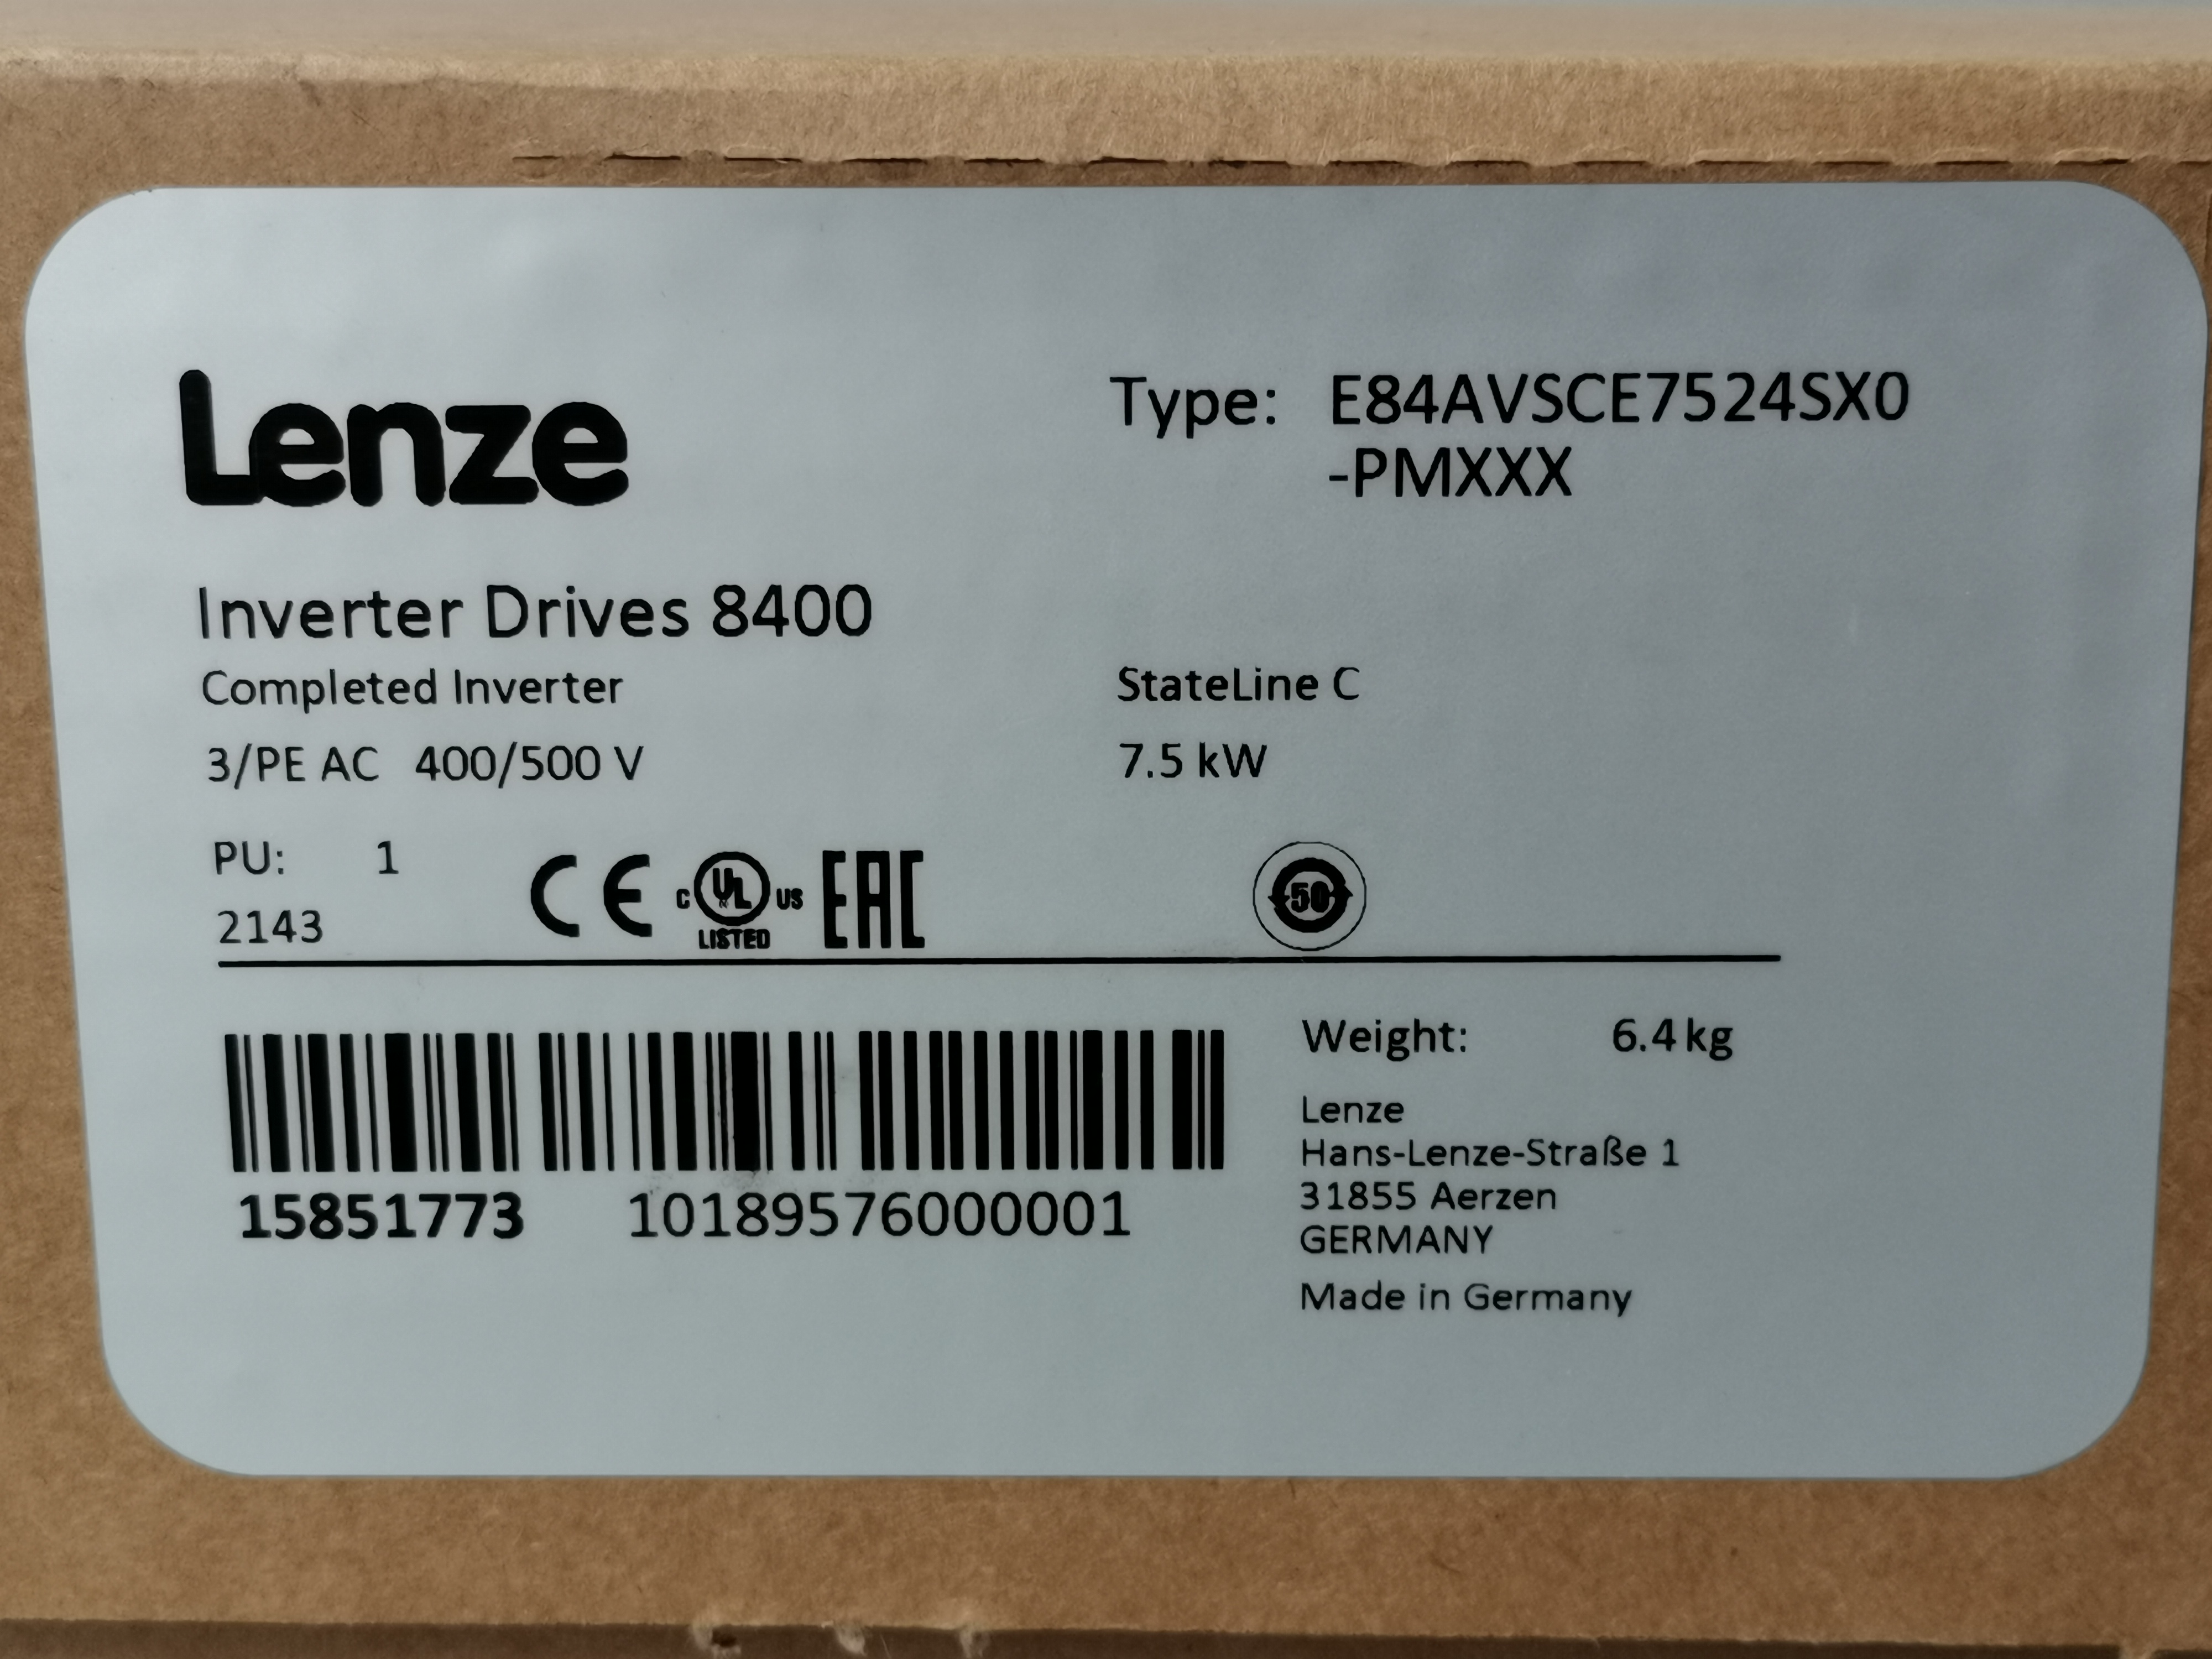 Lenze
Type: E84AVSCE7524SX0
-PMXXX
Inverter Drives 8400
Completed Inverter StateLine C
3/PE AC 400/500 V 7.5 kW
PU: 1
2143
CE C UL US LISTED EAC 50
15851773 10189576000001
Weight: 6.4 kg
Lenze
Hans-Lenze-Straße 1
31855 Aerzen
GERMANY
Made in Germany